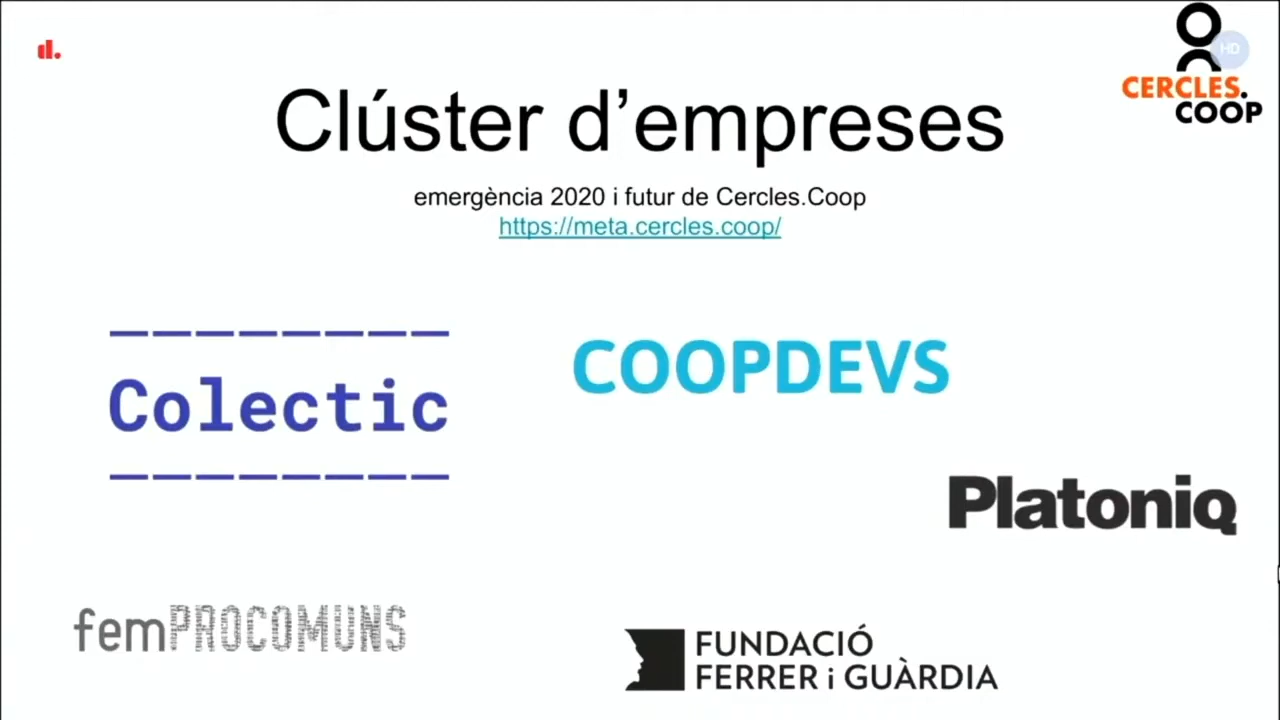 d.
HD
CERCLES.
COOP
Clúster d’empreses
emergència 2020 i futur de Cercles.Coop
https://meta.cercles.coop/
Colectic
COOPDEVS
Platoniq
femPROCOMUNS
FUNDACIÓ
FERRER i GUÀRDIA